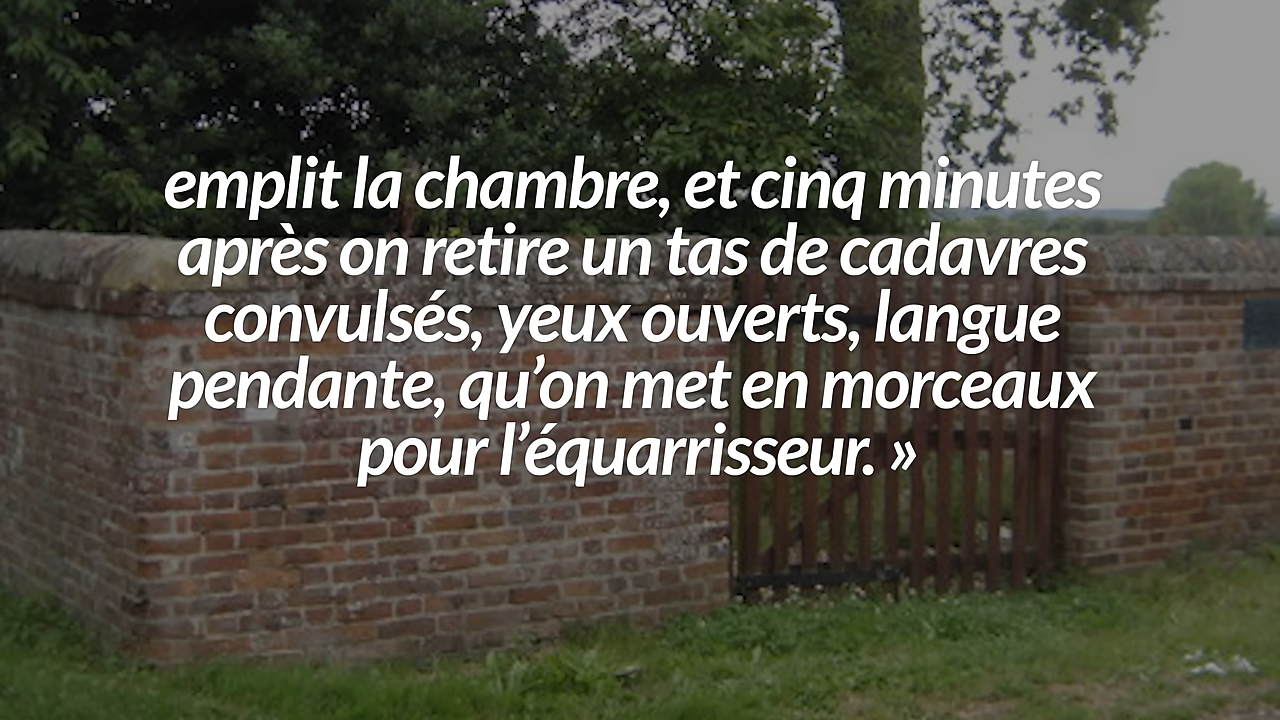 emplit la chambre, et cinq minutes
après on retire un tas de cadavres
convulsés, yeux ouverts, langue
pendante, qu’on met en morceaux
pour l’équarrisseur. »